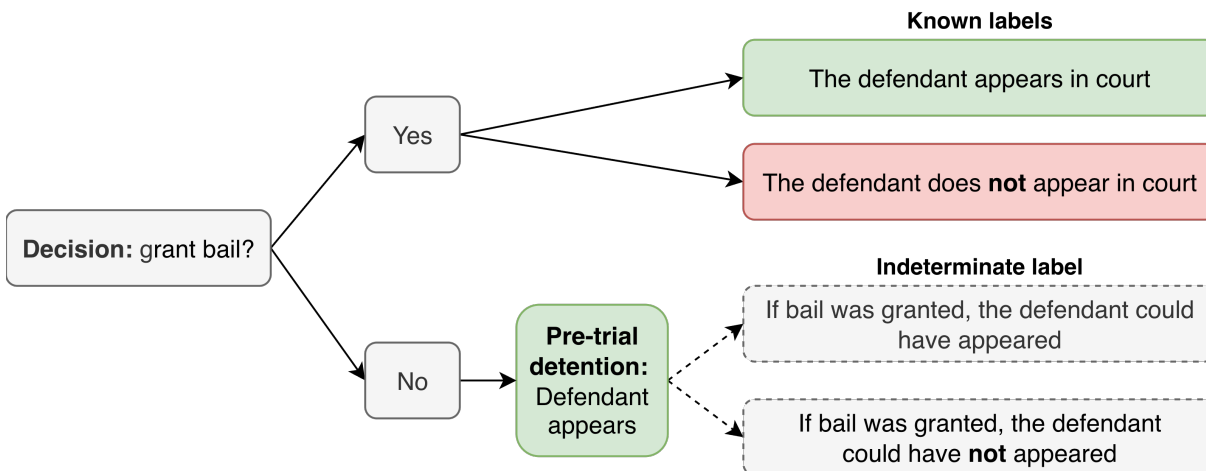 Known labels
The defendant appears in court
Yes
The defendant does not appear in court
Decision: grant bail?
Indeterminate label
If bail was granted, the defendant could
have appeared
Pre-trial
detention:
Defendant
appears
No
If bail was granted, the defendant
could have not appeared